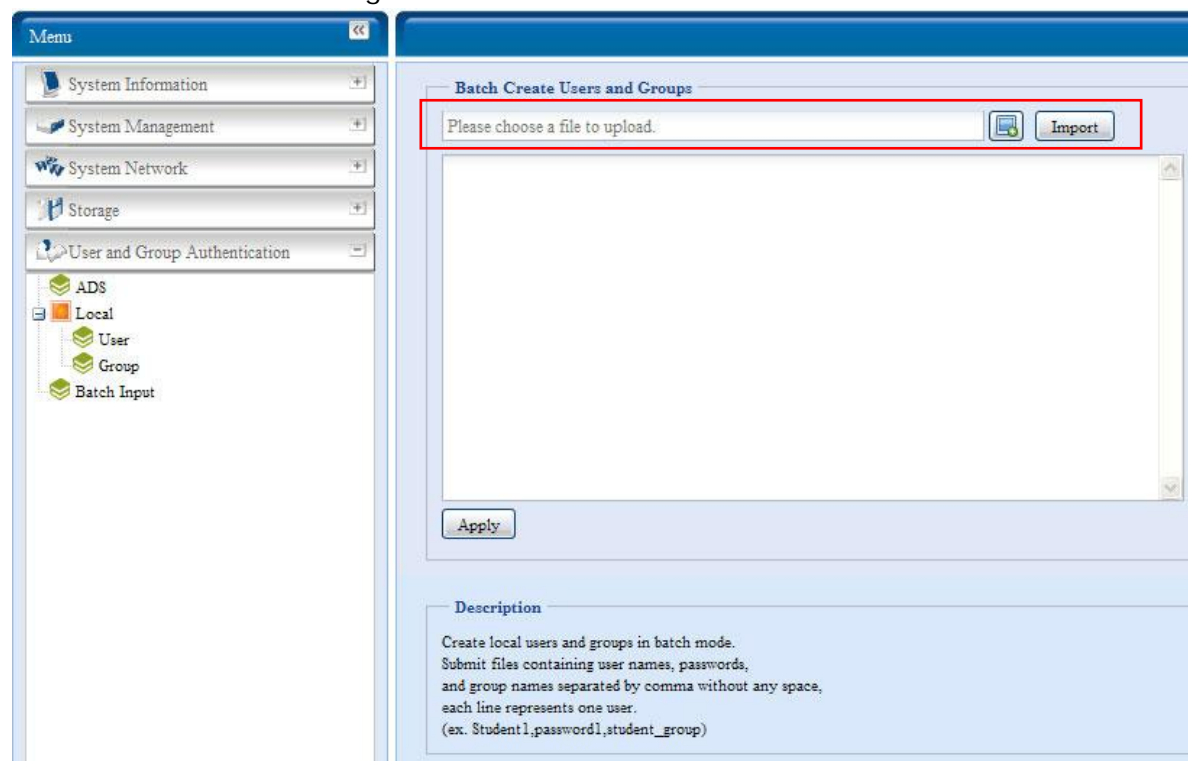 Menu
System Information
System Management
System Network
Storage
User and Group Authentication
ADS
Local
User
Group
Batch Input
Batch Create Users and Groups
Please choose a file to upload.
Import
Apply
Description
Create local users and groups in batch mode.
Submit files containing user names, passwords,
and group names separated by comma without any space,
each line represents one user.
(ex. Student1,password1,student_group)